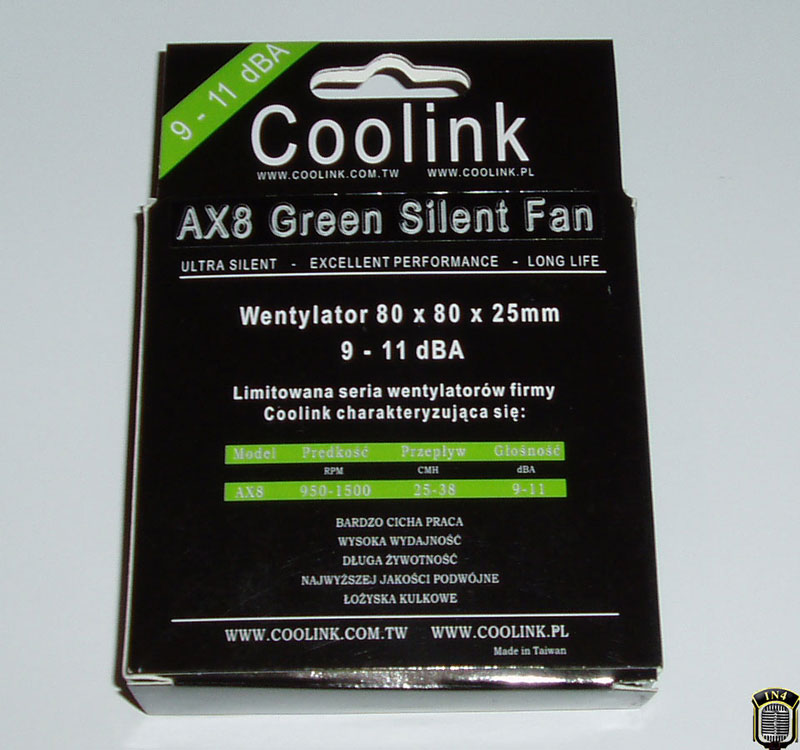 9 - 11 dBA
Coolink
WWW.COOLINK.COM.TW WWW.COOLINK.PL
AX8 Green Silent Fan
ULTRA SILENT - EXCELLENT PERFORMANCE - LONG LIFE
Wentylator 80 x 80 x 25mm
9 - 11 dBA
Limitowana seria wentylatorów firmy
Coolink charakteryzująca się:
Model Prędkość Przepływ Głośność
RPM CMH dBA
AX8 950-1500 25-38 9-11
BARDZO CICHA PRACA
WYSOKA WYDAJNOŚĆ
DŁUGA ŻYWOTNOŚĆ
NAJWYŻSZEJ JAKOŚCI PODWÓJNE
ŁOŻYSKA KULKOWE
WWW.COOLINK.COM.TW WWW.COOLINK.PL
Made in Taiwan
IN4